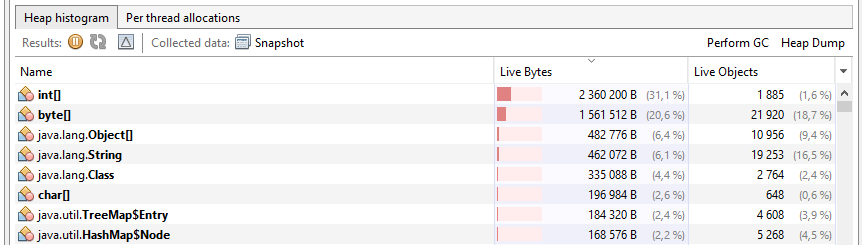 Heap histogram Per thread allocations
Results: Collected data: Snapshot Perform GC Heap Dump
Name Live Bytes Live Objects
int[] 2 360 200 B (31,1 %) 1 885 (1,6 %)
byte[] 1 561 512 B (20,6 %) 21 920 (18,7 %)
java.lang.Object[] 482 776 B (6,4 %) 10 956 (9,4 %)
java.lang.String 462 072 B (6,1 %) 19 253 (16,5 %)
java.lang.Class 335 088 B (4,4 %) 2 764 (2,4 %)
char[] 196 984 B (2,6 %) 648 (0,6 %)
java.util.TreeMap$Entry 184 320 B (2,4 %) 4 608 (3,9 %)
java.util.HashMap$Node 168 576 B (2,2 %) 5 268 (4,5 %)